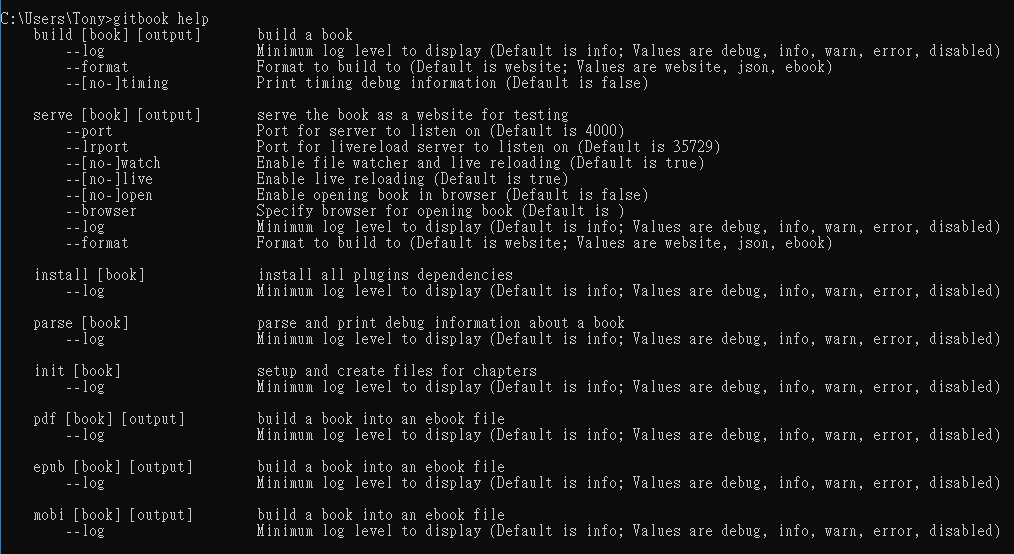 C:\Users\Tony>gitbook help
    build [book] [output]       build a book
        --log                   Minimum log level to display (Default is info; Values are debug, info, warn, error, disabled)
        --format                Format to build to (Default is website; Values are website, json, ebook)
        --[no-]timing           Print timing debug information (Default is false)

    serve [book] [output]       serve the book as a website for testing
        --port                  Port for server to listen on (Default is 4000)
        --lrport                Port for livereload server to listen on (Default is 35729)
        --[no-]watch            Enable file watcher and live reloading (Default is true)
        --[no-]live             Enable live reloading (Default is true)
        --[no-]open             Enable opening book in browser (Default is false)
        --browser               Specify browser for opening book (Default is )
        --log                   Minimum log level to display (Default is info; Values are debug, info, warn, error, disabled)
        --format                Format to build to (Default is website; Values are website, json, ebook)

    install [book]              install all plugins dependencies
        --log                   Minimum log level to display (Default is info; Values are debug, info, warn, error, disabled)

    parse [book]                parse and print debug information about a book
        --log                   Minimum log level to display (Default is info; Values are debug, info, warn, error, disabled)

    init [book]                 setup and create files for chapters
        --log                   Minimum log level to display (Default is info; Values are debug, info, warn, error, disabled)

    pdf [book] [output]         build a book into an ebook file
        --log                   Minimum log level to display (Default is info; Values are debug, info, warn, error, disabled)

    epub [book] [output]        build a book into an ebook file
        --log                   Minimum log level to display (Default is info; Values are debug, info, warn, error, disabled)

    mobi [book] [output]        build a book into an ebook file
        --log                   Minimum log level to display (Default is info; Values are debug, info, warn, error, disabled)